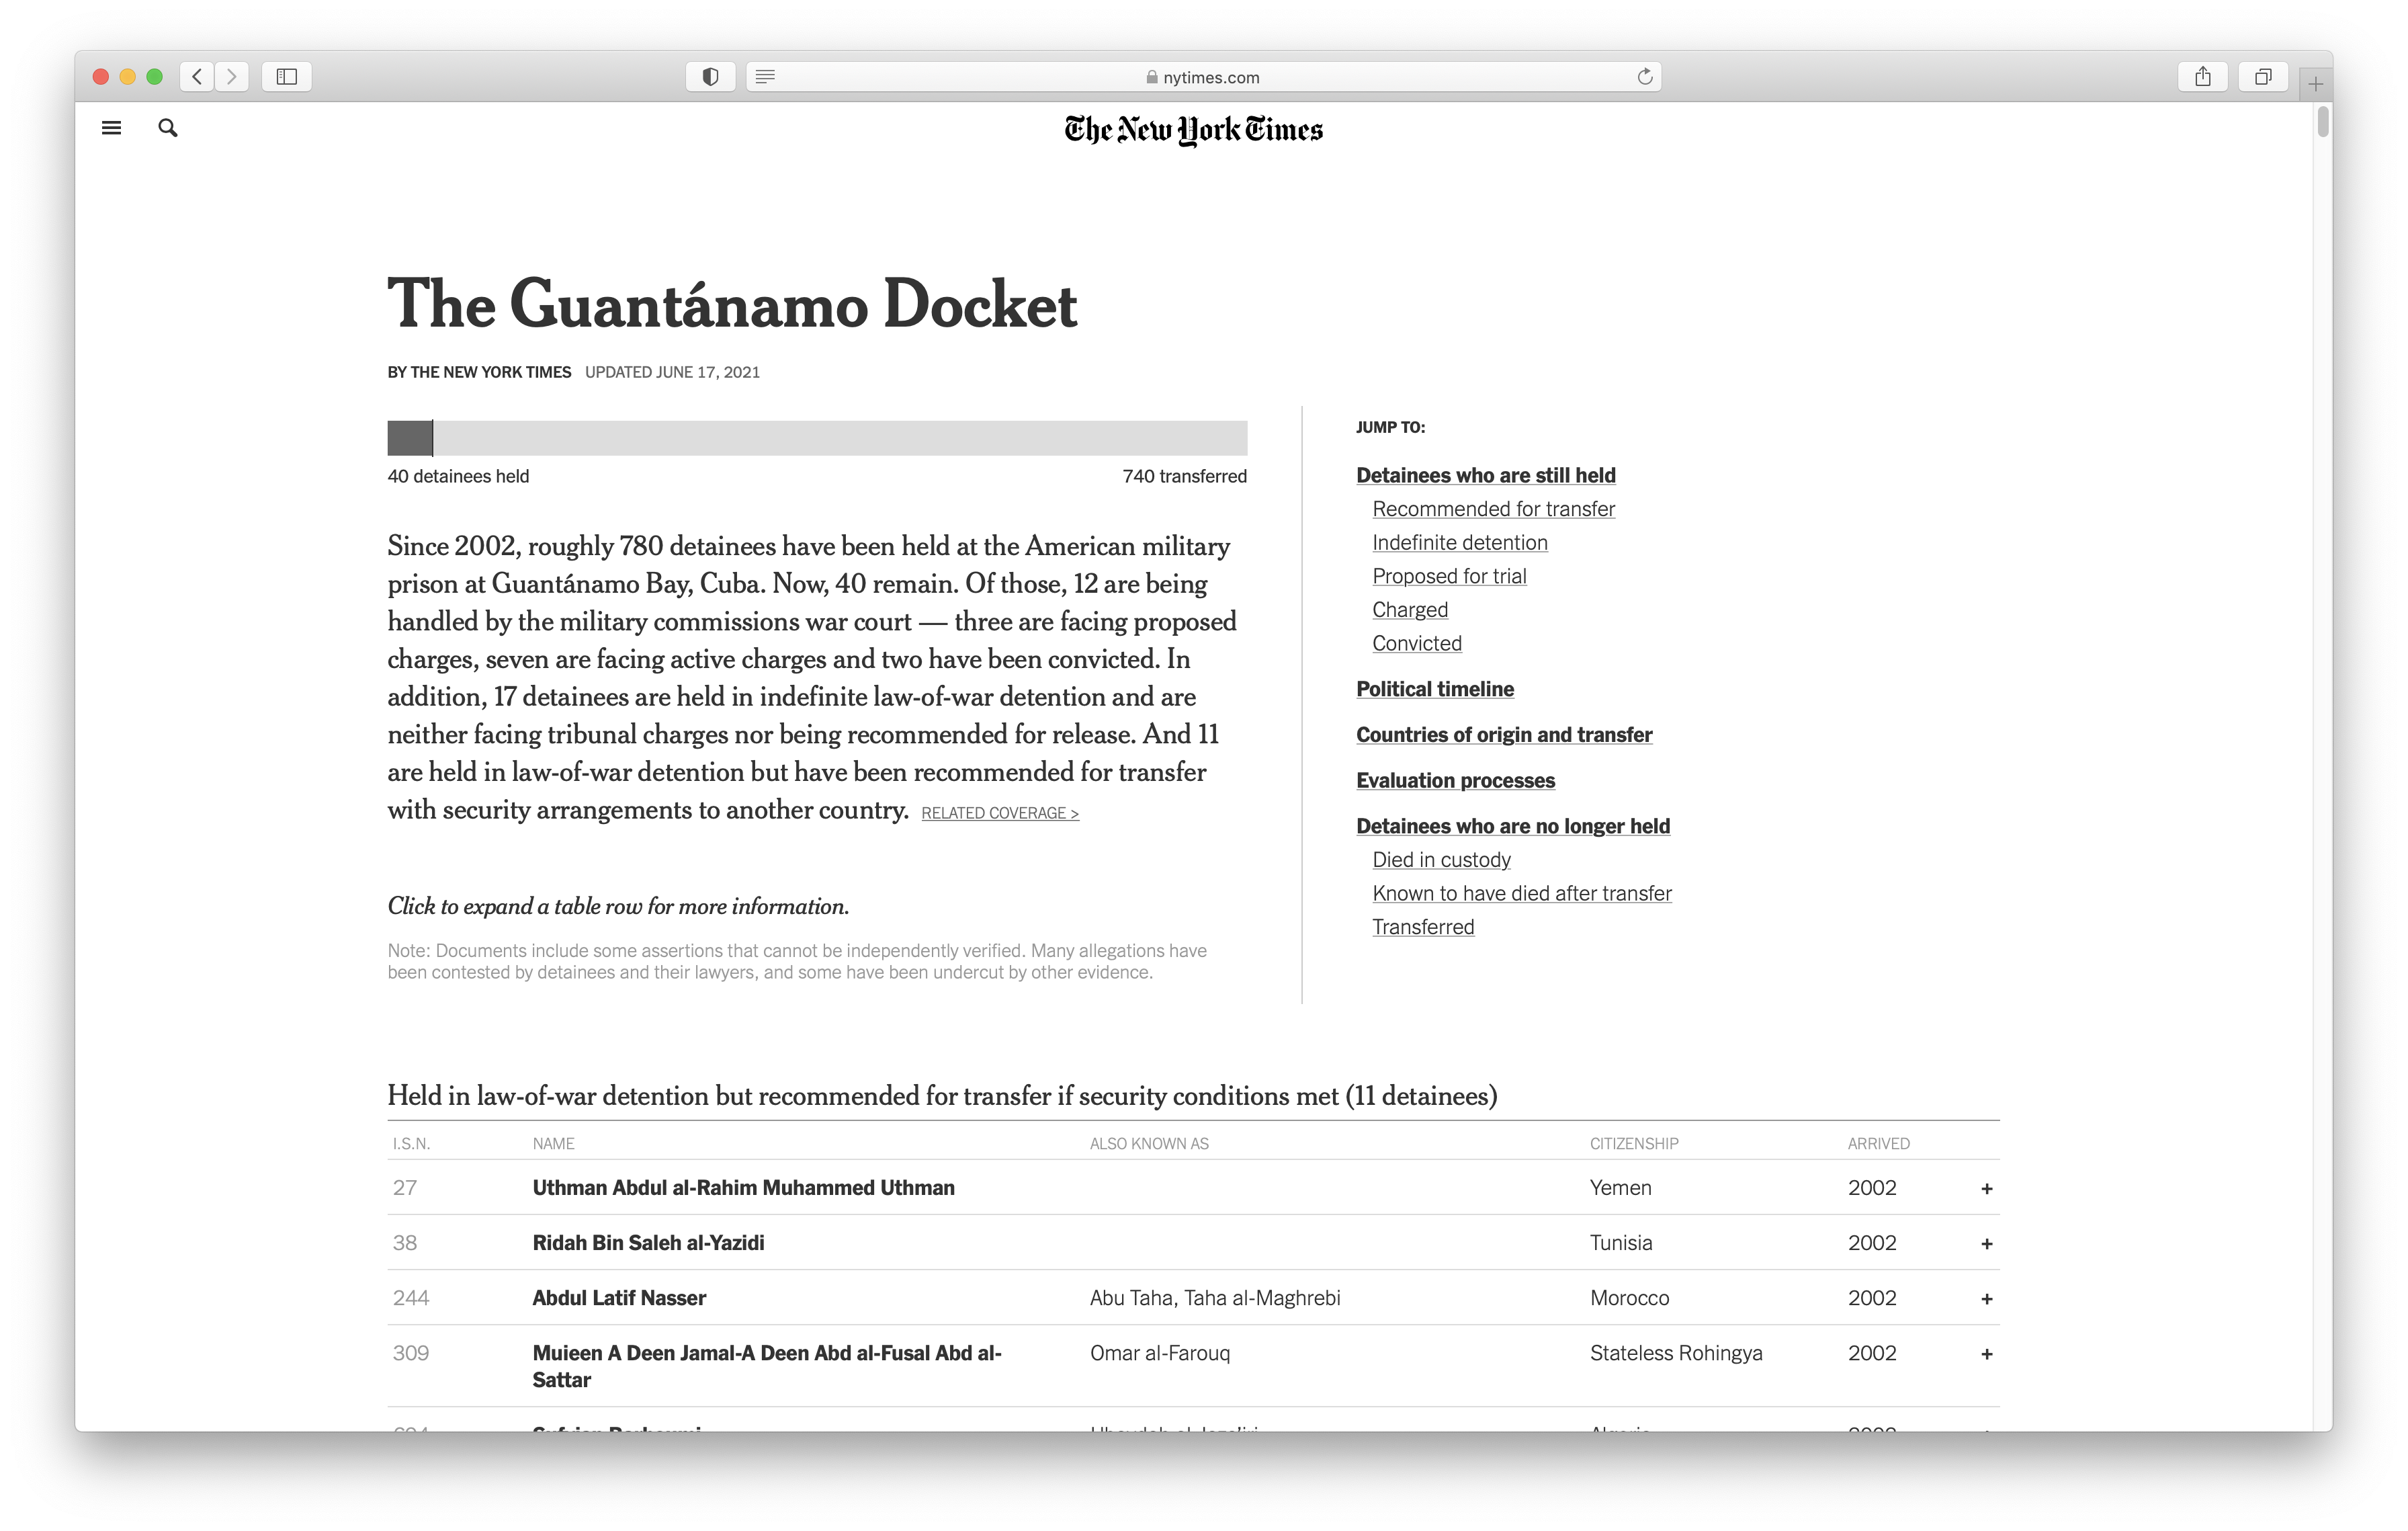 nytimes.com
The New York Times
The Guantánamo Docket
BY THE NEW YORK TIMES UPDATED JUNE 17, 2021
40 detainees held 740 transferred
Since 2002, roughly 780 detainees have been held at the American military
prison at Guantánamo Bay, Cuba. Now, 40 remain. Of those, 12 are being
handled by the military commissions war court — three are facing proposed
charges, seven are facing active charges and two have been convicted. In
addition, 17 detainees are held in indefinite law-of-war detention and are
neither facing tribunal charges nor being recommended for release. And 11
are held in law-of-war detention but have been recommended for transfer
with security arrangements to another country. RELATED COVERAGE >
Click to expand a table row for more information.
Note: Documents include some assertions that cannot be independently verified. Many allegations have
been contested by detainees and their lawyers, and some have been undercut by other evidence.
JUMP TO:
Detainees who are still held
Recommended for transfer
Indefinite detention
Proposed for trial
Charged
Convicted
Political timeline
Countries of origin and transfer
Evaluation processes
Detainees who are no longer held
Died in custody
Known to have died after transfer
Transferred
Held in law-of-war detention but recommended for transfer if security conditions met (11 detainees)
I.S.N. NAME ALSO KNOWN AS CITIZENSHIP ARRIVED
27 Uthman Abdul al-Rahim Muhammed Uthman Yemen 2002 +
38 Ridah Bin Saleh al-Yazidi Tunisia 2002 +
244 Abdul Latif Nasser Abu Taha, Taha al-Maghrebi Morocco 2002 +
309 Muieen A Deen Jamal-A Deen Abd al-Fusal Abd al- Omar al-Farouq Stateless Rohingya 2002 +
Sattar